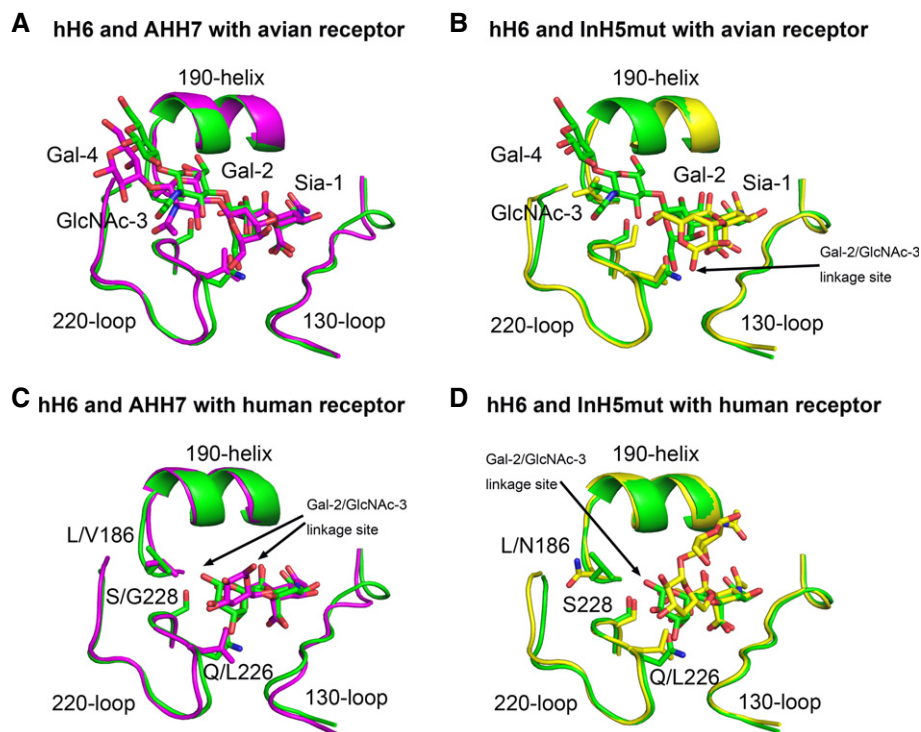 A hH6 and AHH7 with avian receptor
190-helix
Gal-4
Gal-2
Sia-1
GlcNAc-3
220-loop
130-loop
B hH6 and InH5mut with avian receptor
190-helix
Gal-4
Gal-2
Sia-1
GlcNAc-3
Gal-2/GlcNAc-3
linkage site
220-loop
130-loop
C hH6 and AHH7 with human receptor
190-helix
Gal-2/GlcNAc-3
linkage site
L/V186
S/G228
Q/L226
220-loop
130-loop
D hH6 and InH5mut with human receptor
190-helix
Gal-2/GlcNAc-3
linkage site
L/N186
S228
Q/L226
220-loop
130-loop